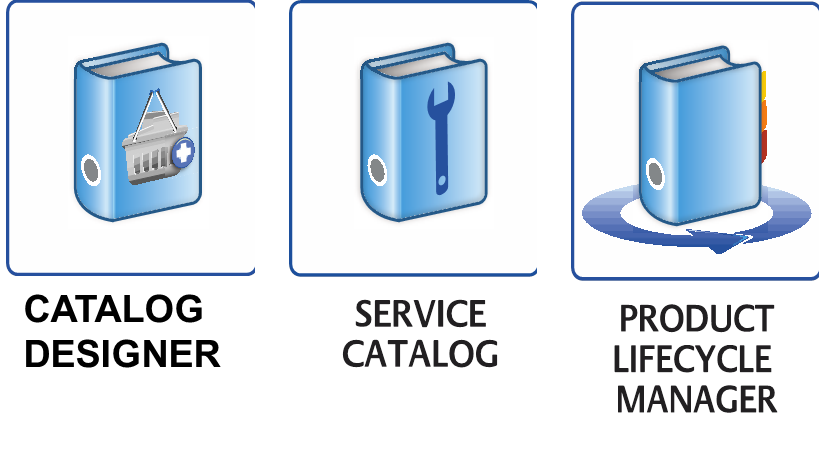 CATALOG
DESIGNER
SERVICE
CATALOG
PRODUCT
LIFECYCLE
MANAGER